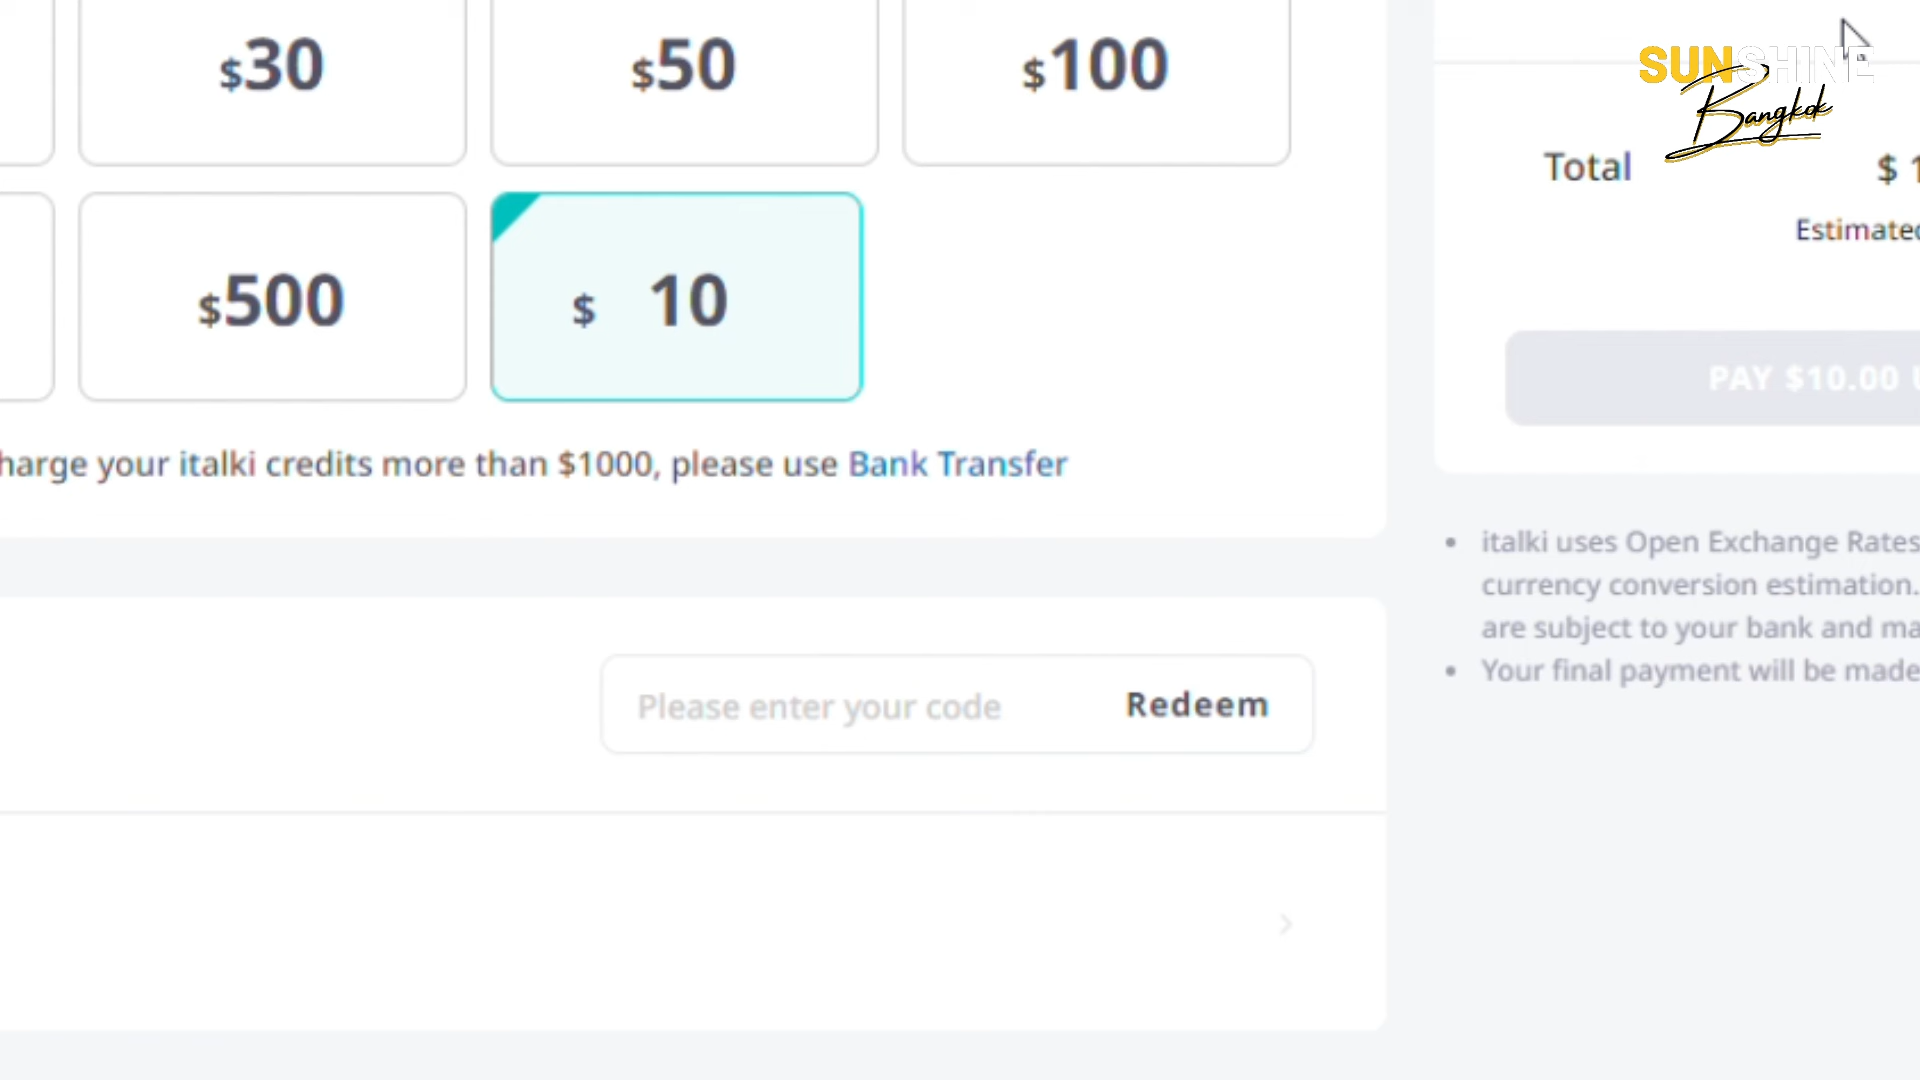 $30
$50
$100
SUNSHINE
Bangkok
Total
$ 1
Estimated
$500
$ 10
PAY $10.00 U
harge your italki credits more than $1000, please use Bank Transfer
italki uses Open Exchange Rates
currency conversion estimation.
are subject to your bank and ma
Your final payment will be made
Please enter your code
Redeem